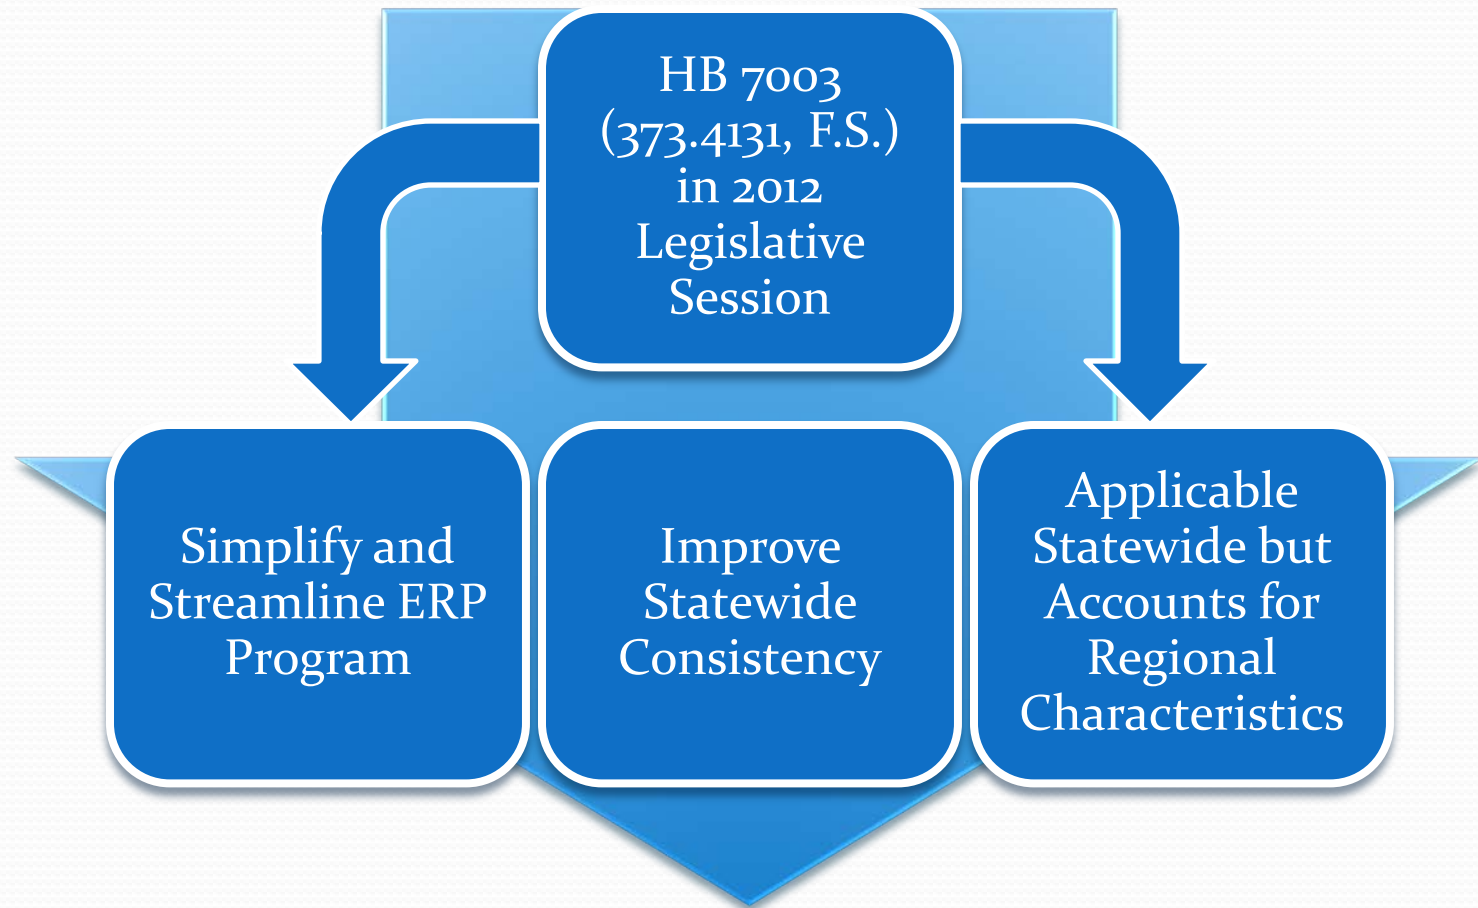 HB 7003
(373.4131, F.S.)
in 2012
Legislative
Session
Simplify and
Streamline ERP
Program
Improve
Statewide
Consistency
Applicable
Statewide but
Accounts for
Regional
Characteristics